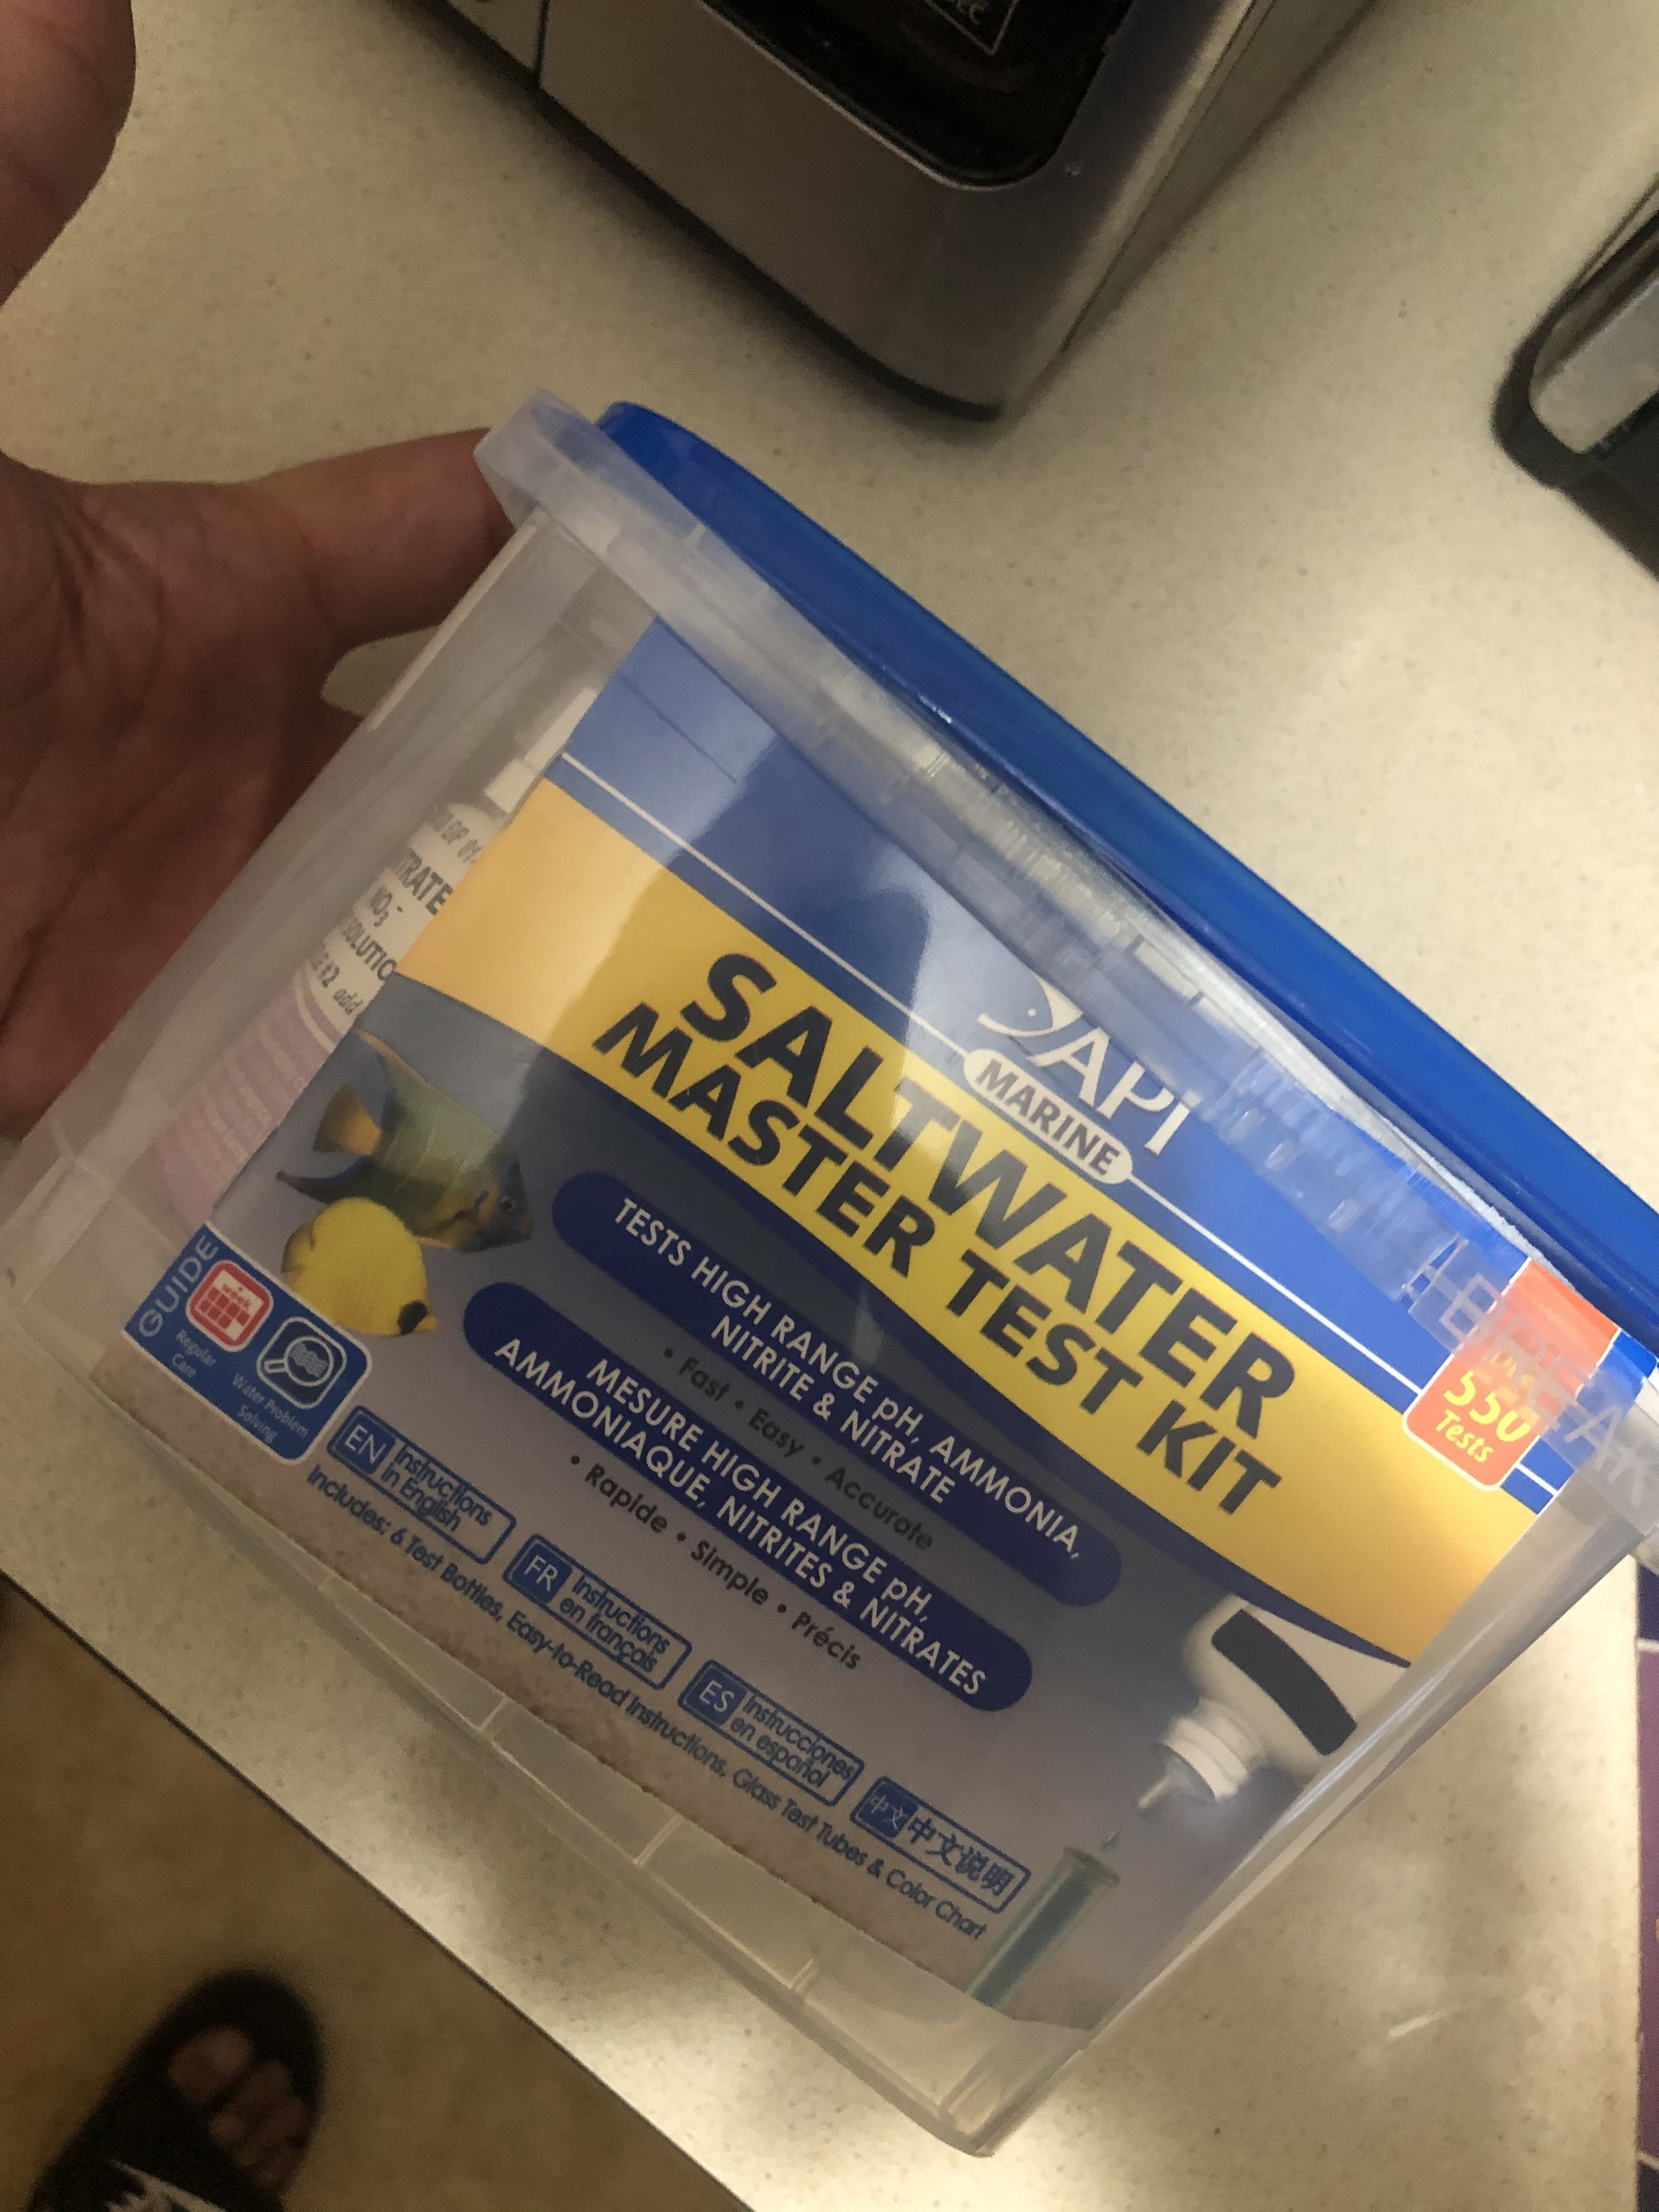 API
MARINE
SALTWATER
MASTER TEST KIT
550
Tests
TESTS HIGH RANGE pH, AMMONIA,
NITRITE & NITRATE
• Fast • Easy • Accurate
MESURE HIGH RANGE pH,
AMMONIAQUE, NITRITES & NITRATES
• Rapide • Simple • Précis
GUIDE
week
Regular
Care
Water Problem
Solving
EN Instructions
in English
FR Instructions
en français
ES Instrucciones
en español
中文 中文说明
Includes: 6 Test Bottles, Easy-to-Read Instructions, Glass Test Tubes & Color Chart
NO3-
add